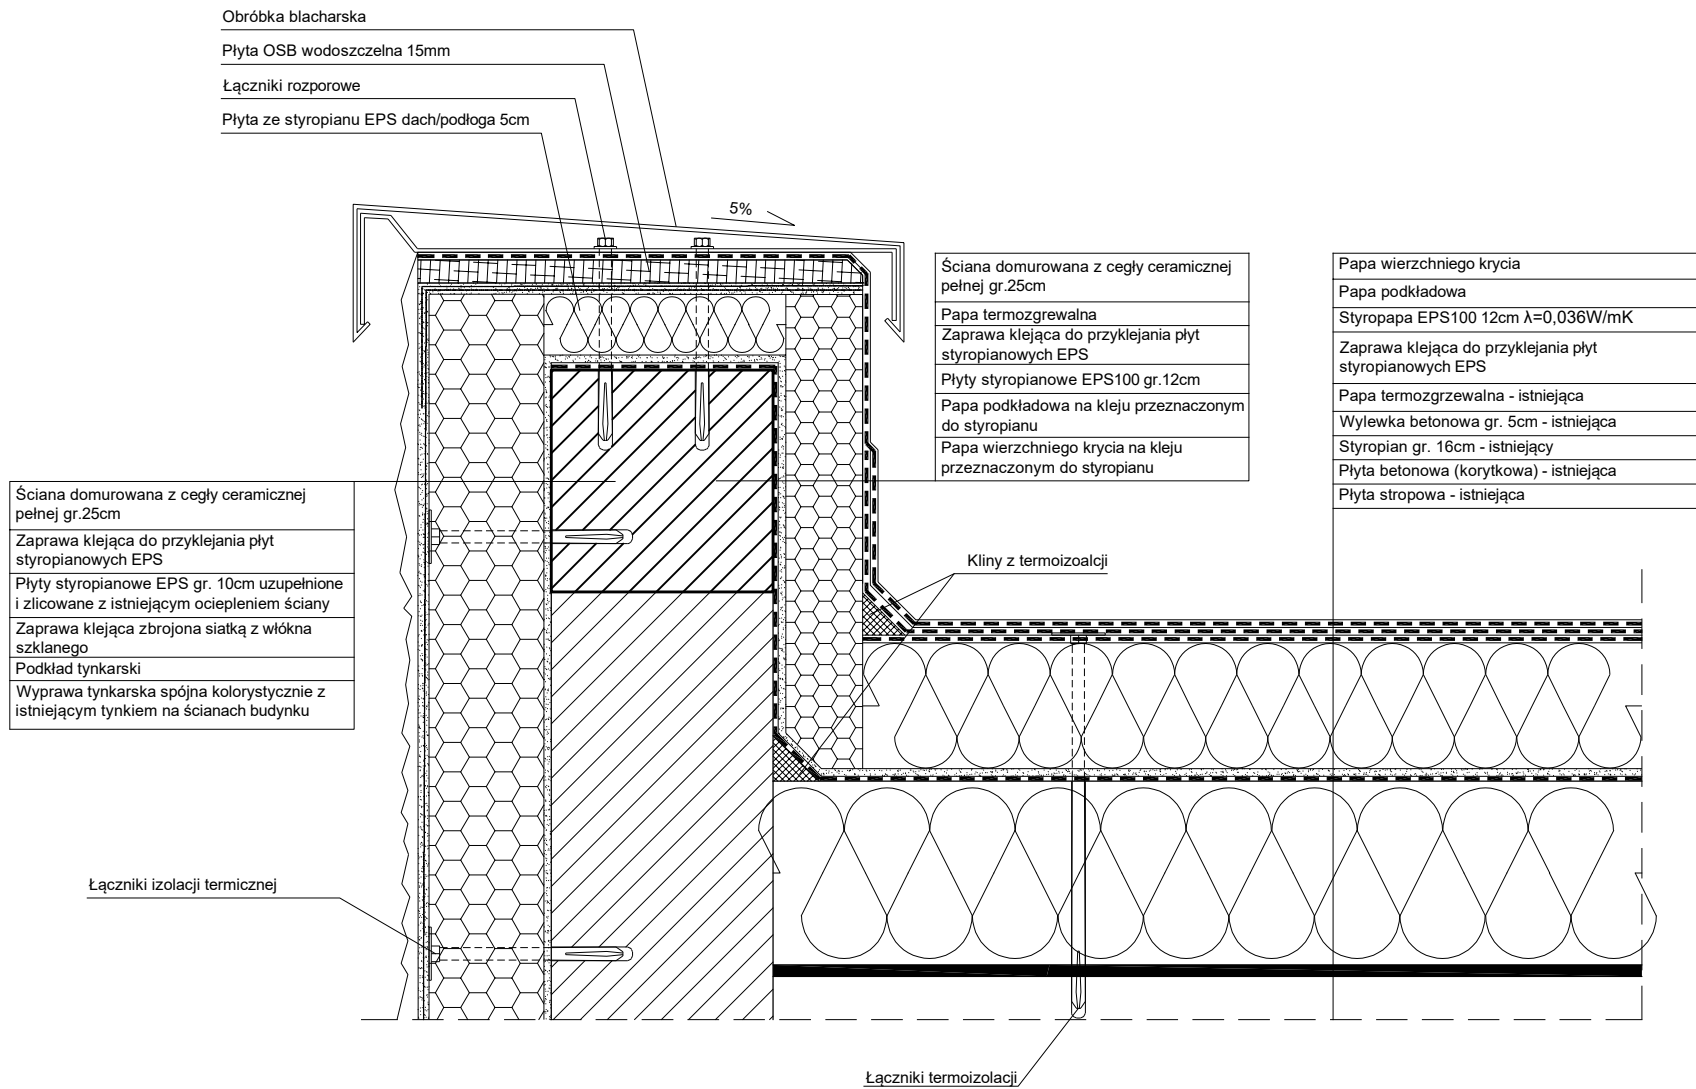 Obróbka blacharska
Płyta OSB wodoszczelna 15mm
Łączniki rozporowe
Płyta ze styropianu EPS dach/podłoga 5cm
5%
Ściana domurowana z cegły ceramicznej
pełnej gr.25cm
Papa termozgrewalna
Zaprawa klejąca do przyklejania płyt
styropianowych EPS
Płyty styropianowe EPS100 gr.12cm
Papa podkładowa na kleju przeznaczonym
do styropianu
Papa wierzchniego krycia na kleju
przeznaczonym do styropianu
Papa wierzchniego krycia
Papa podkładowa
Styropapa EPS100 12cm λ=0,036W/mK
Zaprawa klejąca do przyklejania płyt
styropianowych EPS
Papa termozgrzewalna - istniejąca
Wylewka betonowa gr. 5cm - istniejąca
Styropian gr. 16cm - istniejący
Płyta betonowa (korytkowa) - istniejąca
Płyta stropowa - istniejąca
Ściana domurowana z cegły ceramicznej
pełnej gr.25cm
Zaprawa klejąca do przyklejania płyt
styropianowych EPS
Płyty styropianowe EPS gr. 10cm uzupełnione
i zlicowane z istniejącym ociepleniem ściany
Zaprawa klejąca zbrojona siatką z włókna
szklanego
Podkład tynkarski
Wyprawa tynkarska spójna kolorystycznie z
istniejącym tynkiem na ścianach budynku
Kliny z termoizoalcji
Łączniki izolacji termicznej
Łączniki termoizolacji